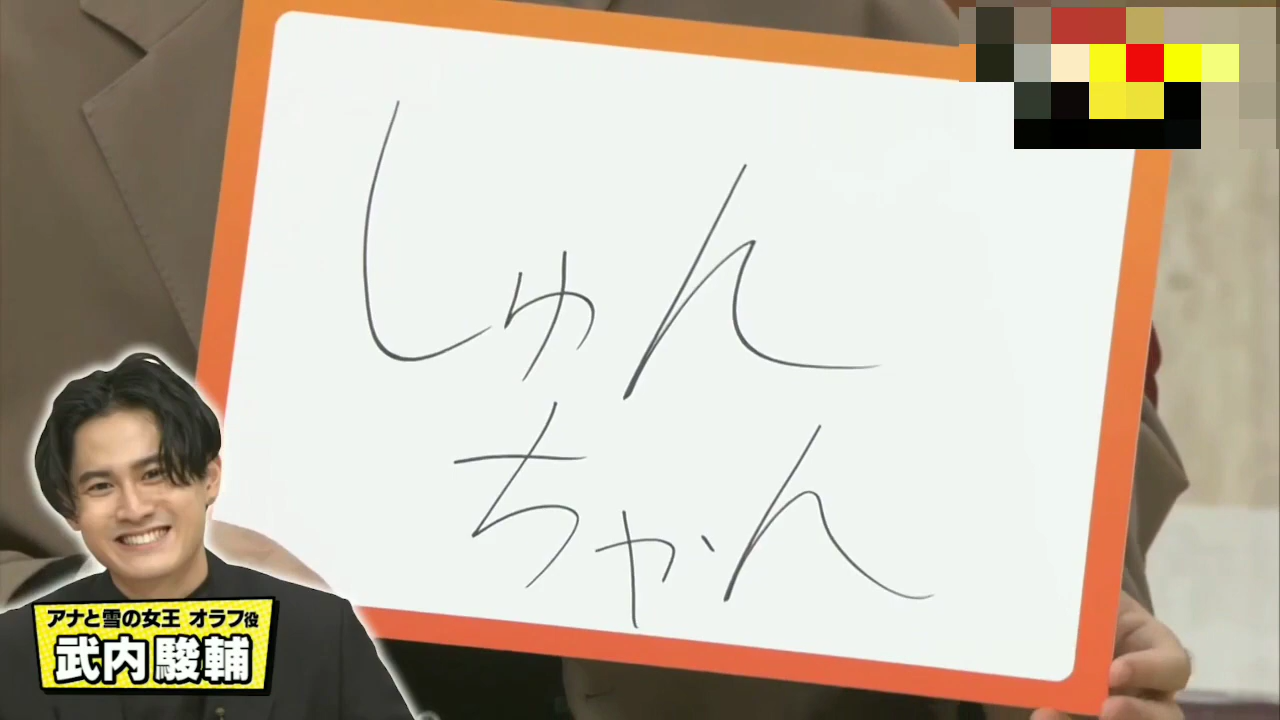 しゅん
ちゃん
アナと雪の女王 オラフ役
武内駿輔